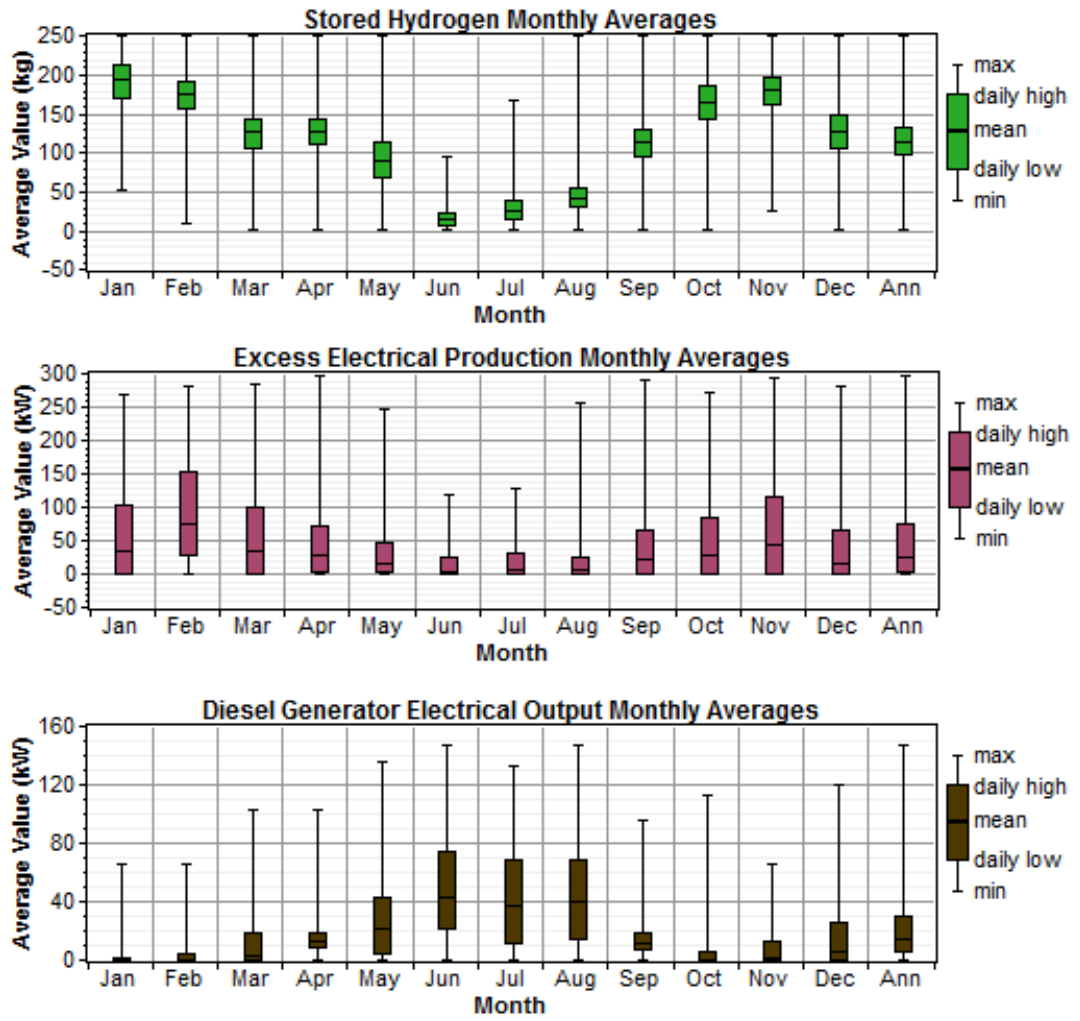 Stored Hydrogen Monthly Averages
Average Value (kg)
250
200
150
100
50
0
-50
Jan Feb Mar Apr May Jun Jul Aug Sep Oct Nov Dec Ann
Month
max
daily high
mean
daily low
min
Excess Electrical Production Monthly Averages
Average Value (kW)
300
250
200
150
100
50
0
-50
Jan Feb Mar Apr May Jun Jul Aug Sep Oct Nov Dec Ann
Month
max
daily high
mean
daily low
min
Diesel Generator Electrical Output Monthly Averages
Average Value (kW)
160
120
80
40
0
Jan Feb Mar Apr May Jun Jul Aug Sep Oct Nov Dec Ann
Month
max
daily high
mean
daily low
min